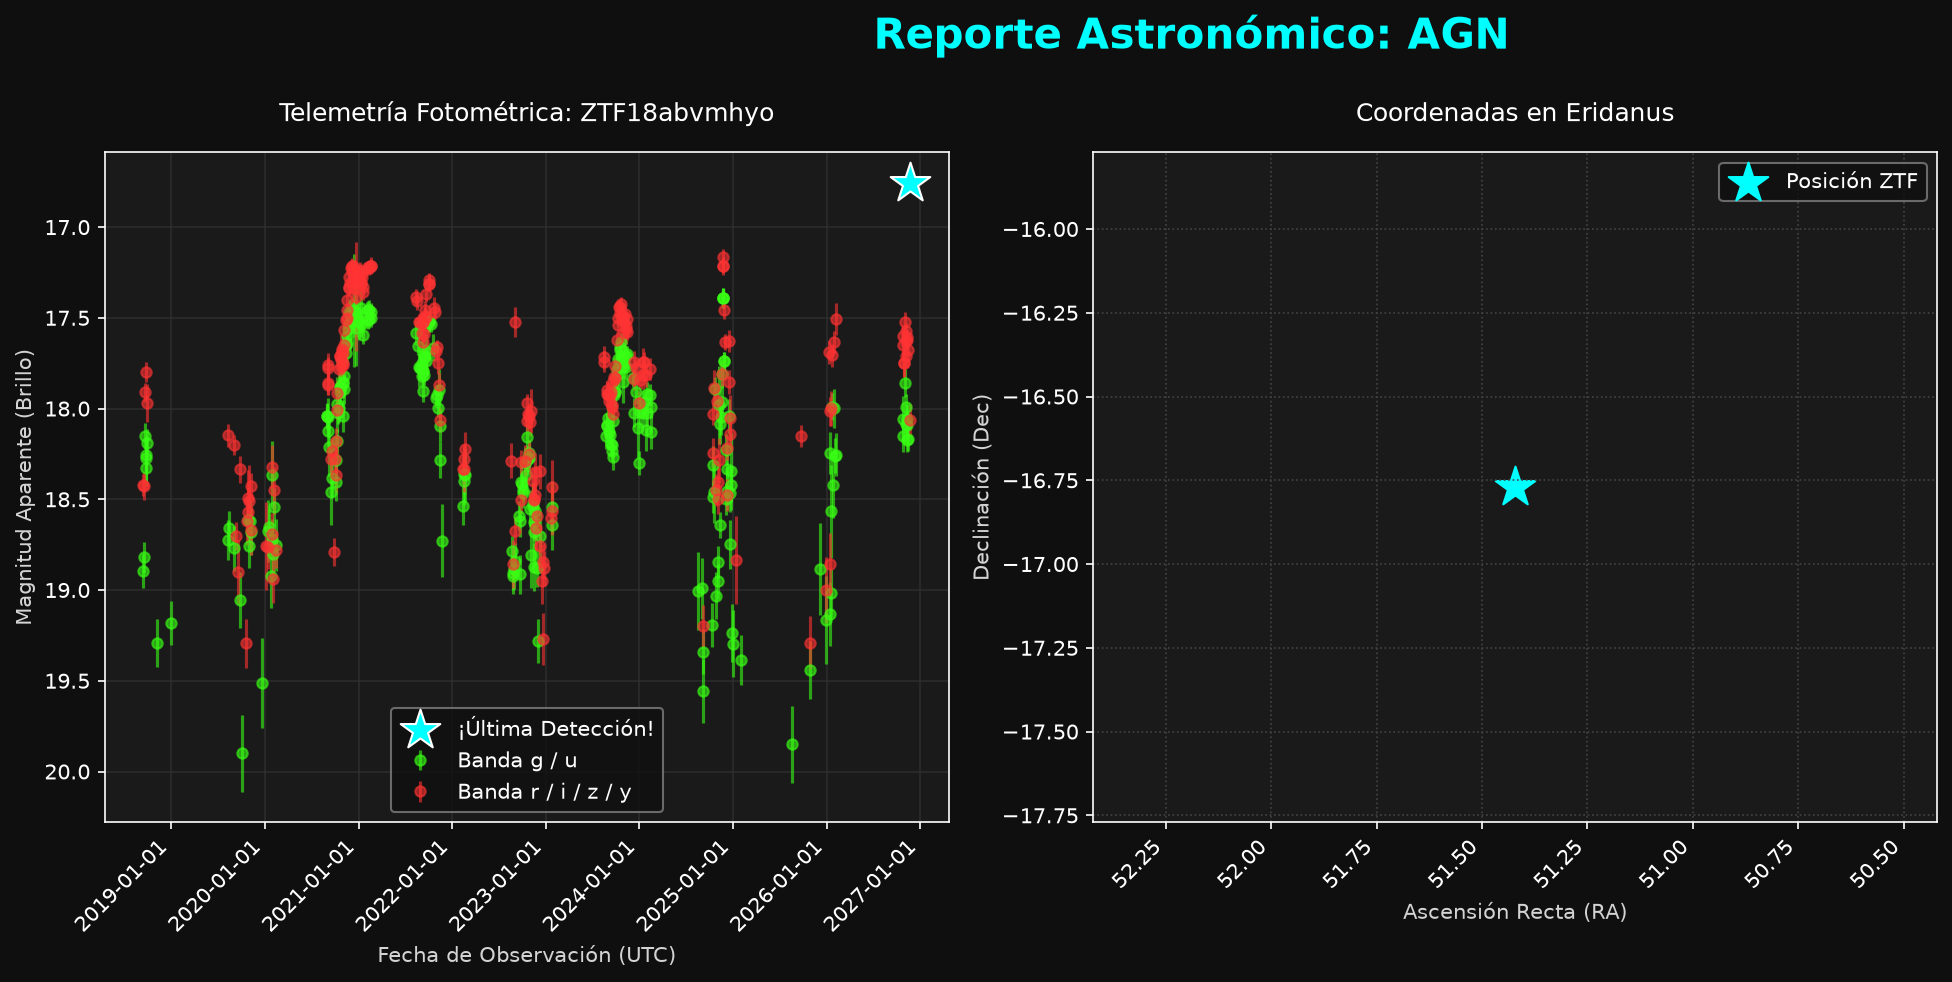 Reporte Astronómico: AGN
Telemetría Fotométrica: ZTF18abvmhyo
Magnitud Aparente (Brillo)
17.0
17.5
18.0
18.5
19.0
19.5
20.0
¡Última Detección!
Banda g / u
Banda r / i / z / y
2019-01-01
2020-01-01
2021-01-01
2022-01-01
2023-01-01
2024-01-01
2025-01-01
2026-01-01
2027-01-01
Fecha de Observación (UTC)
Coordenadas en Eridanus
Posición ZTF
Declinación (Dec)
−16.00
−16.25
−16.50
−16.75
−17.00
−17.25
−17.50
−17.75
52.25
52.00
51.75
51.50
51.25
51.00
50.75
50.50
Ascensión Recta (RA)